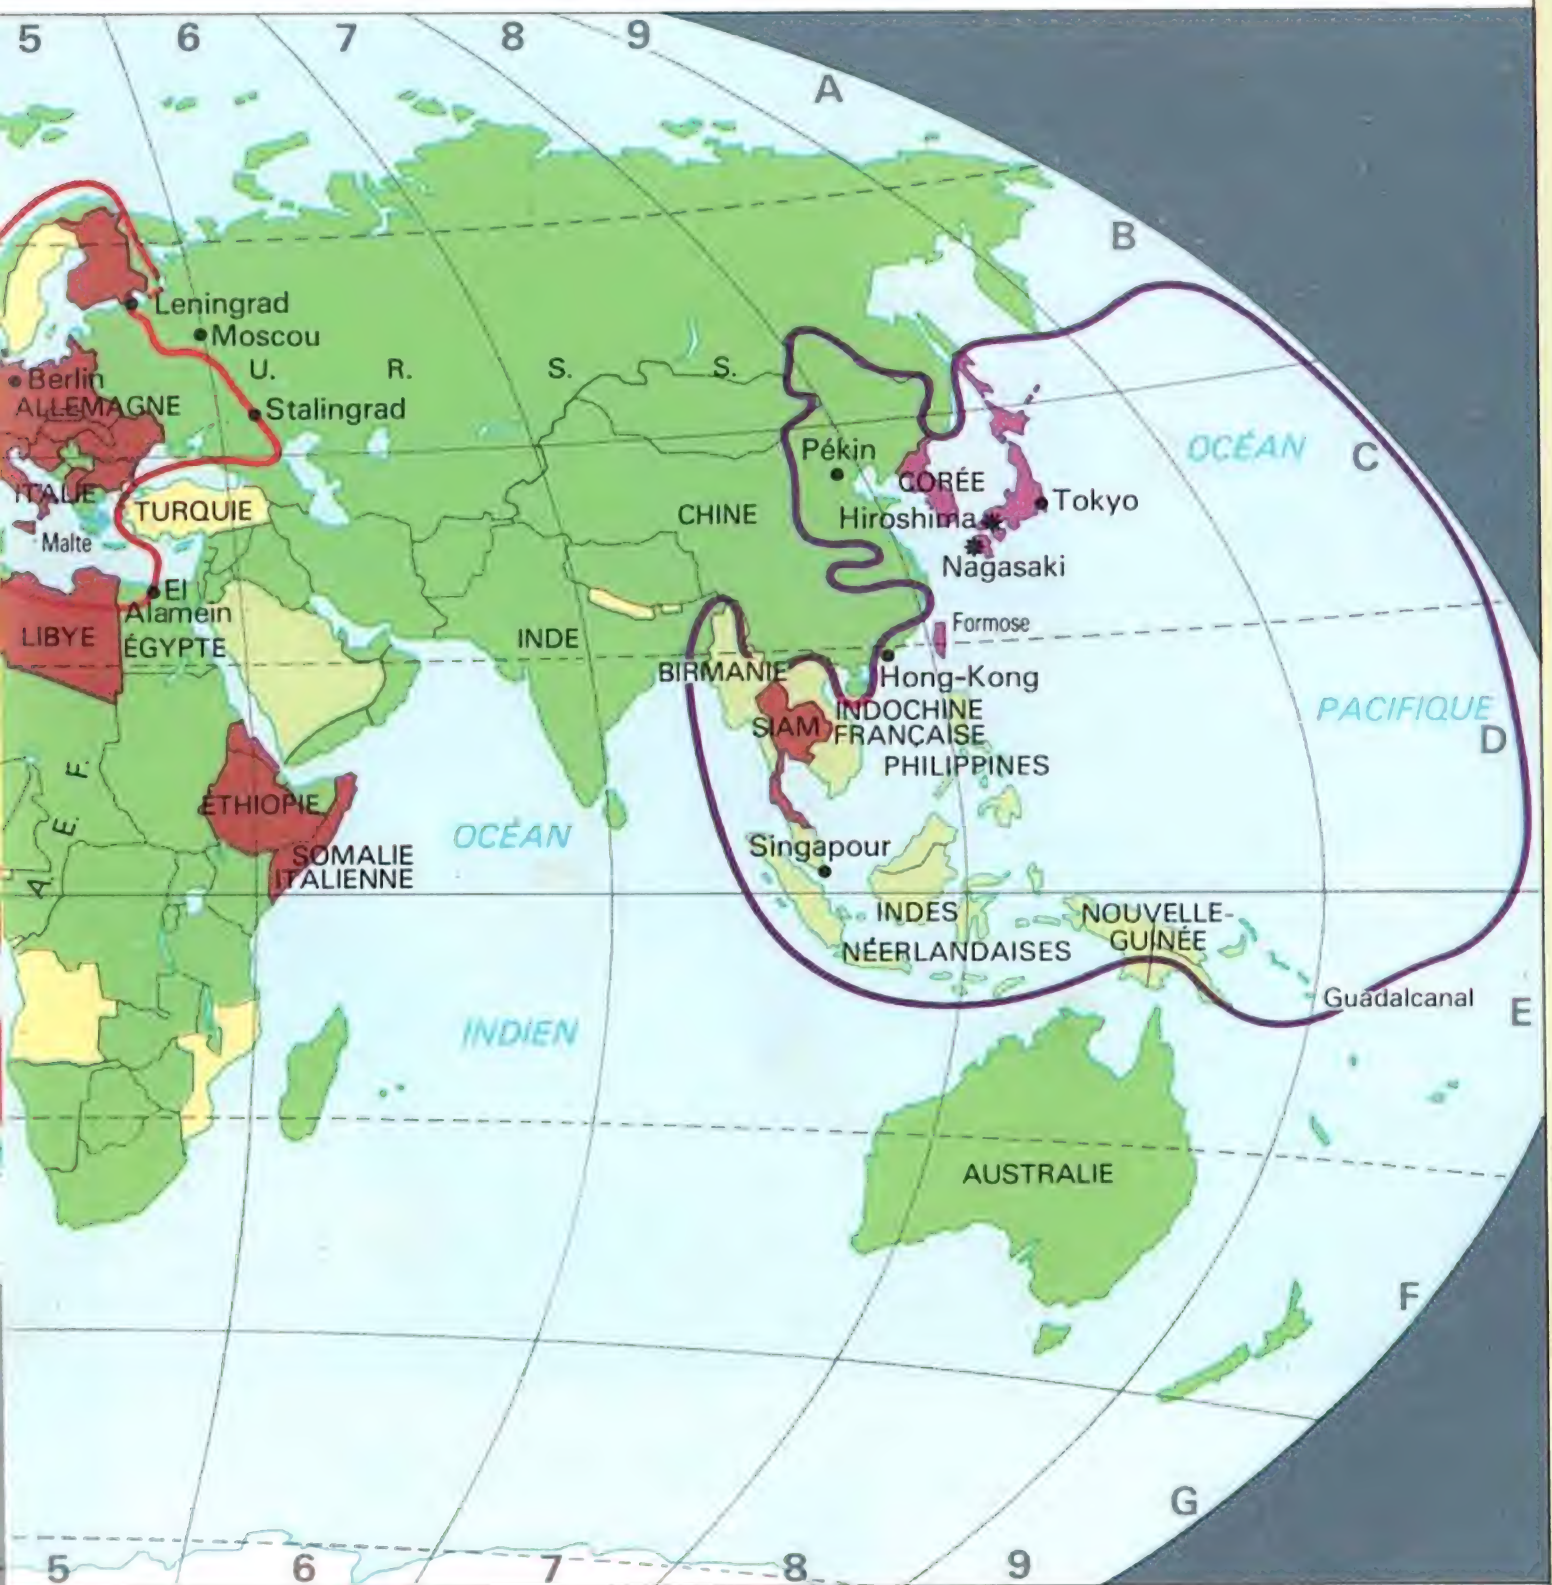 5 6 7 8 9
A
B
Leningrad
Moscou
U. R. S. S.
Berlin
ALLEMAGNE
Stalingrad
OCÉAN
C
Pékin
ITALIE
TURQUIE
CHINE
CORÉE
Tokyo
Hiroshima
Malte
Nagasaki
El
Alamein
LIBYE
ÉGYPTE
INDE
Formose
BIRMANIE
Hong-Kong
INDOCHINE
FRANÇAISE
SIAM
PACIFIQUE
D
PHILIPPINES
A. E. F.
ÉTHIOPIE
OCÉAN
Singapour
SOMALIE
ITALIENNE
INDES
NÉERLANDAISES
NOUVELLE-
GUINÉE
Guadalcanal
E
INDIEN
AUSTRALIE
F
G
5 6 7 8 9